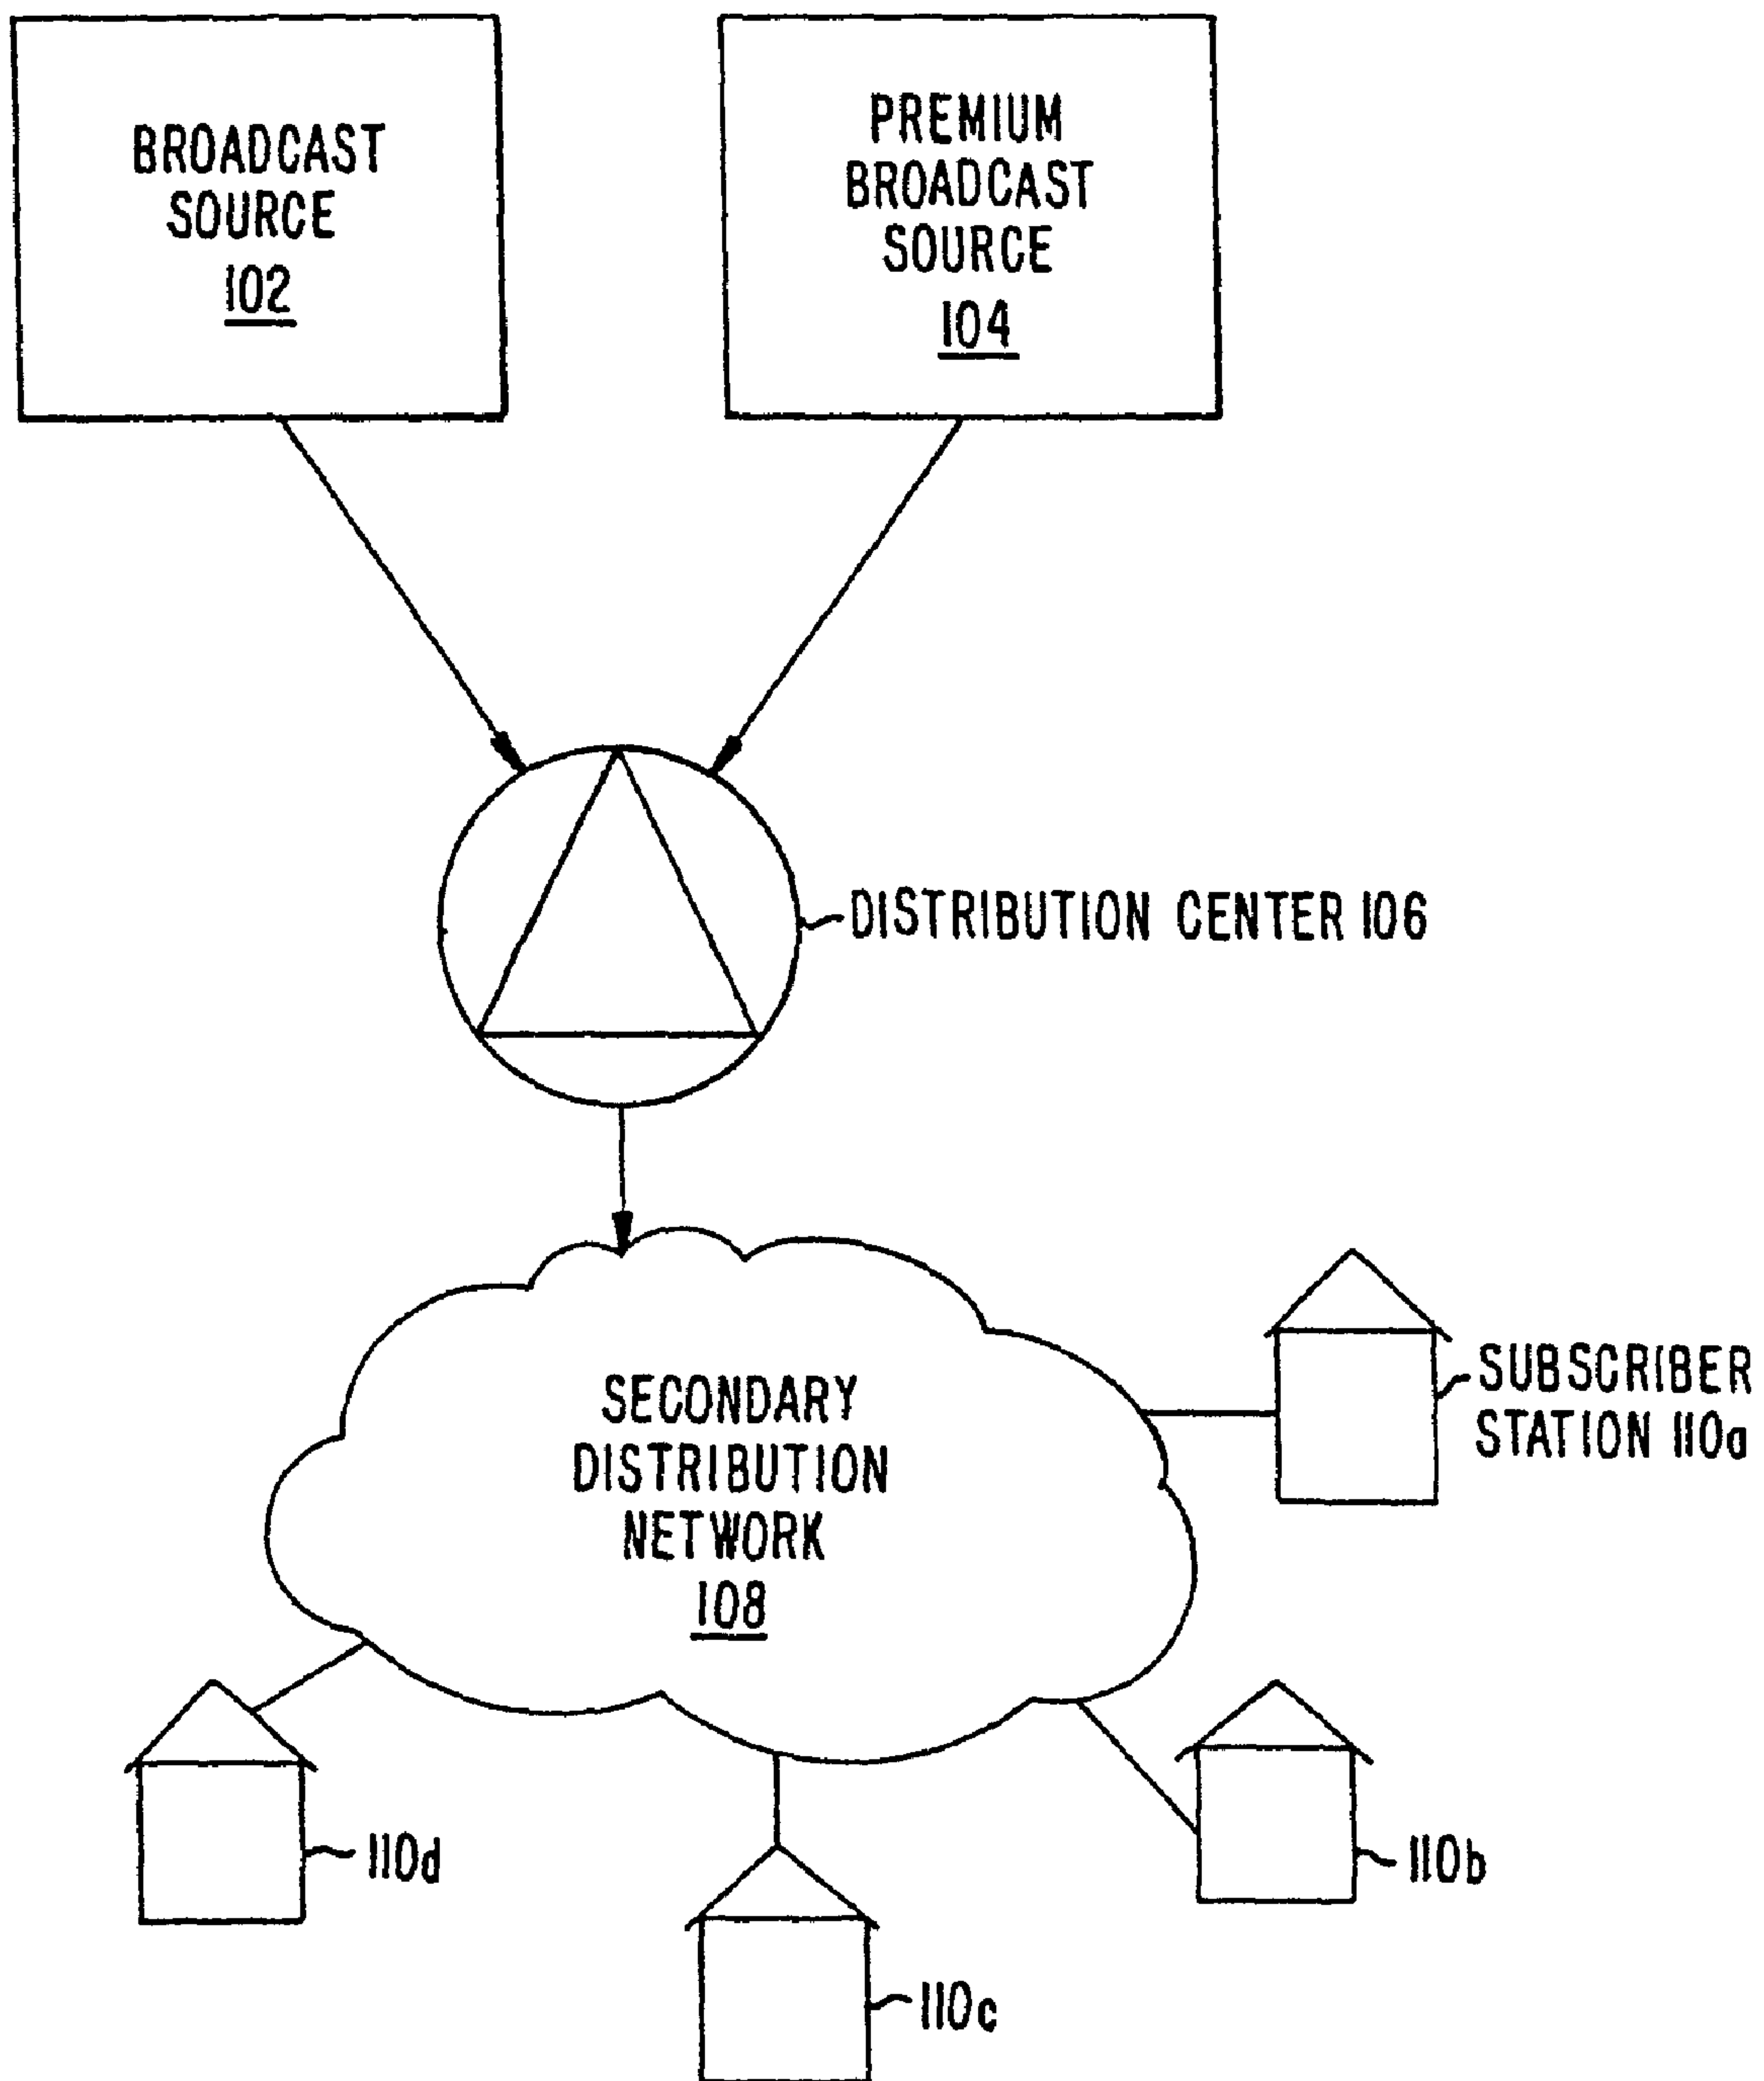 BROADCAST
SOURCE
102
PREMIUM
BROADCAST
SOURCE
104
DISTRIBUTION CENTER 106
SECONDARY
DISTRIBUTION
NETWORK
108
SUBSCRIBER
STATION 110a
110d
110b
110c